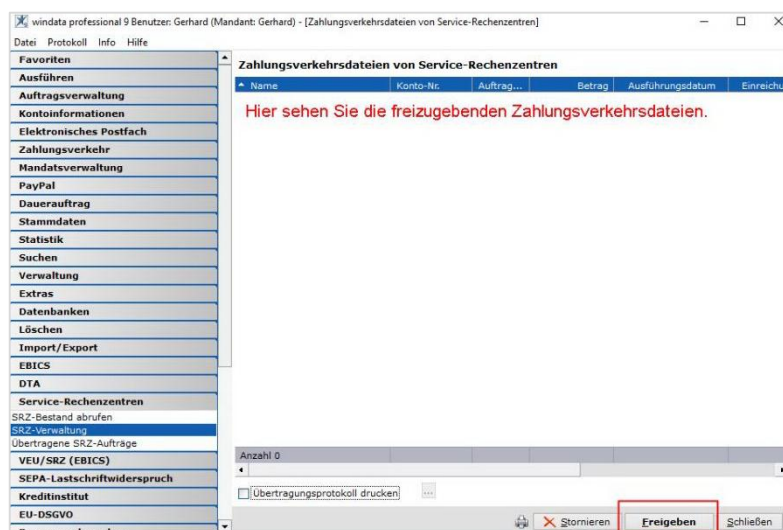 windata professional 9 Benutzer: Gerhard (Mandant: Gerhard) - [Zahlungsverkehrsdateien von Service-Rechenzentren]
Datei Protokoll Info Hilfe
Favoriten
Ausführen
Auftragsverwaltung
Kontoinformationen
Elektronisches Postfach
Zahlungsverkehr
Mandatsverwaltung
PayPal
Dauerauftrag
Stammdaten
Statistik
Suchen
Verwaltung
Extras
Datenbanken
Löschen
Import/Export
EBICS
DTA
Service-Rechenzentren
SRZ-Bestand abrufen
SRZ-Verwaltung
Übertragene SRZ-Aufträge
VEU/SRZ (EBICS)
SEPA-Lastschriftwiderspruch
Kreditinstitut
EU-DSGVO
Zahlungsverkehrsdateien von Service-Rechenzentren
Name Konto-Nr. Auftrag... Betrag Ausführungsdatum Einreichu
Hier sehen Sie die freizugebenden Zahlungsverkehrsdateien.
Anzahl 0
Übertragungsprotokoll drucken ...
Stornieren Freigeben Schließen